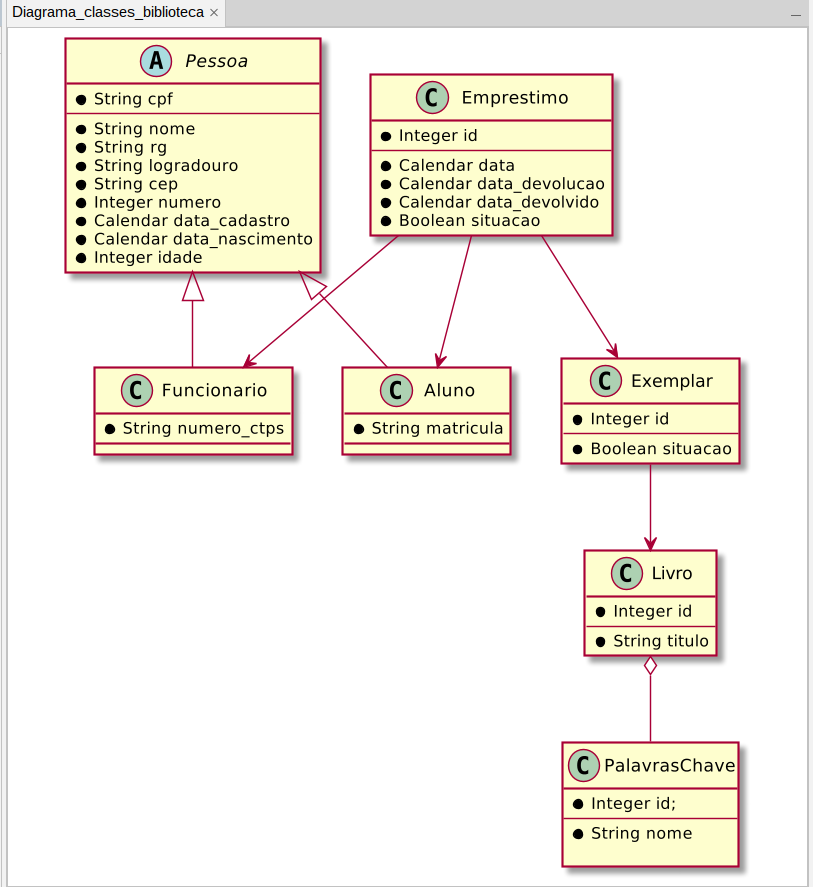 Diagrama_classes_biblioteca ×
A Pessoa
String cpf
String nome
String rg
String logradouro
String cep
Integer numero
Calendar data_cadastro
Calendar data_nascimento
Integer idade
C Emprestimo
Integer id
Calendar data
Calendar data_devolucao
Calendar data_devolvido
Boolean situacao
C Funcionario
String numero_ctps
C Aluno
String matricula
C Exemplar
Integer id
Boolean situacao
C Livro
Integer id
String titulo
C PalavrasChave
Integer id;
String nome